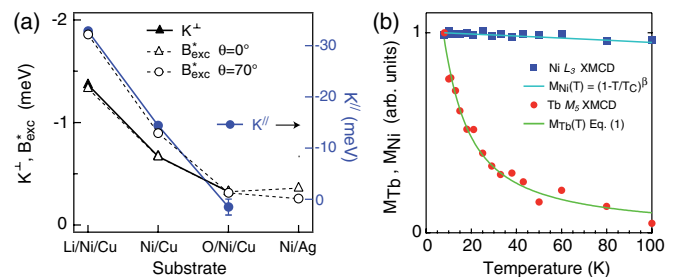 (a)
-2
-1
0
K⊥, B*exc (meV)
K⊥
B*exc θ=0°
B*exc θ=70°
K//
-30
-15
0
K// (meV)
Li/Ni/Cu Ni/Cu O/Ni/Cu Ni/Ag
Substrate
(b)
1
0
MTb , MNi (arb. units)
Ni L3 XMCD
MNi(T) = (1-T/TC)β
Tb M5 XMCD
MTb(T) Eq. (1)
0 20 40 60 80 100
Temperature (K)